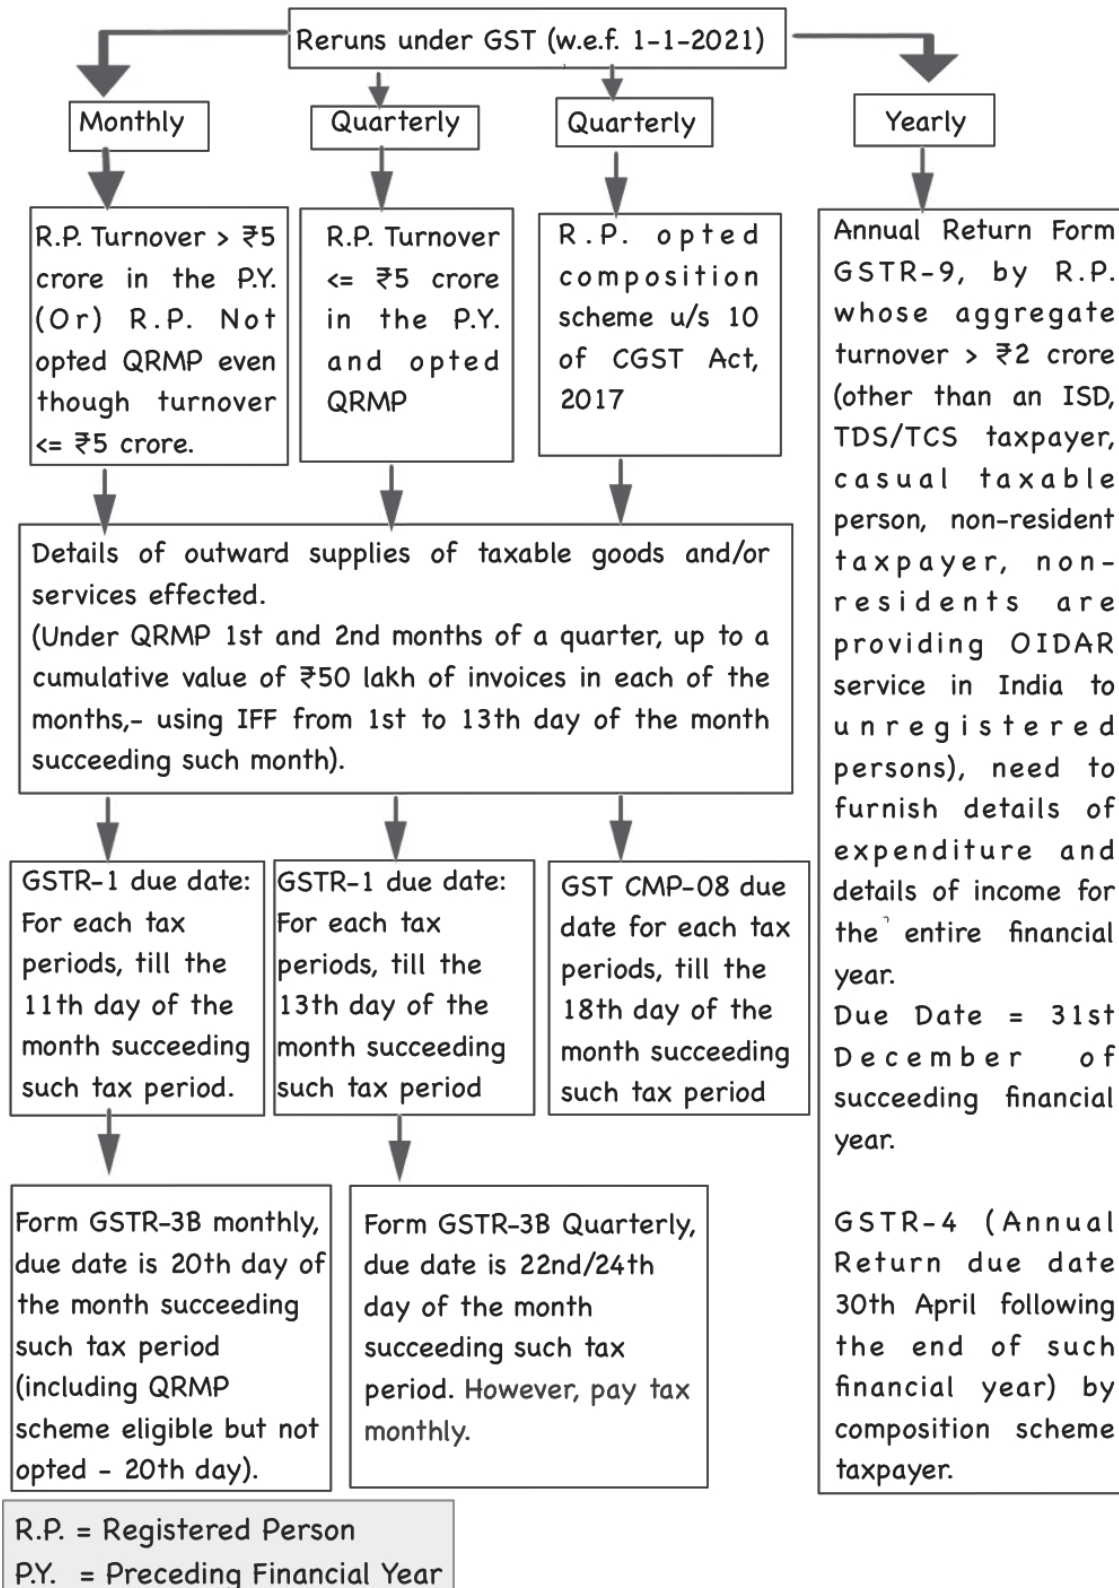 Reruns under GST (w.e.f. 1-1-2021)
Monthly
Quarterly
Quarterly
Yearly
R.P. Turnover > ₹5
crore in the P.Y.
(Or) R.P. Not
opted QRMP even
though turnover
<= ₹5 crore.
R.P. Turnover
<= ₹5 crore
in the P.Y.
and opted
QRMP
R.P. opted
composition
scheme u/s 10
of CGST Act,
2017
Annual Return Form
GSTR-9, by R.P.
whose aggregate
turnover > ₹2 crore
(other than an ISD,
TDS/TCS taxpayer,
casual taxable
person, non-resident
taxpayer, non-
residents are
providing OIDAR
service in India to
unregistered
persons), need to
furnish details of
expenditure and
details of income for
the entire financial
year.
Due Date = 31st
December of
succeeding financial
year.
GSTR-4 (Annual
Return due date
30th April following
the end of such
financial year) by
composition scheme
taxpayer.
Details of outward supplies of taxable goods and/or
services effected.
(Under QRMP 1st and 2nd months of a quarter, up to a
cumulative value of ₹50 lakh of invoices in each of the
months,- using IFF from 1st to 13th day of the month
succeeding such month).
GSTR-1 due date:
For each tax
periods, till the
11th day of the
month succeeding
such tax period.
GSTR-1 due date:
For each tax
periods, till the
13th day of the
month succeeding
such tax period
GST CMP-08 due
date for each tax
periods, till the
18th day of the
month succeeding
such tax period
Form GSTR-3B monthly,
due date is 20th day of
the month succeeding
such tax period
(including QRMP
scheme eligible but not
opted - 20th day).
Form GSTR-3B Quarterly,
due date is 22nd/24th
day of the month
succeeding such tax
period. However, pay tax
monthly.
R.P. = Registered Person
P.Y. = Preceding Financial Year